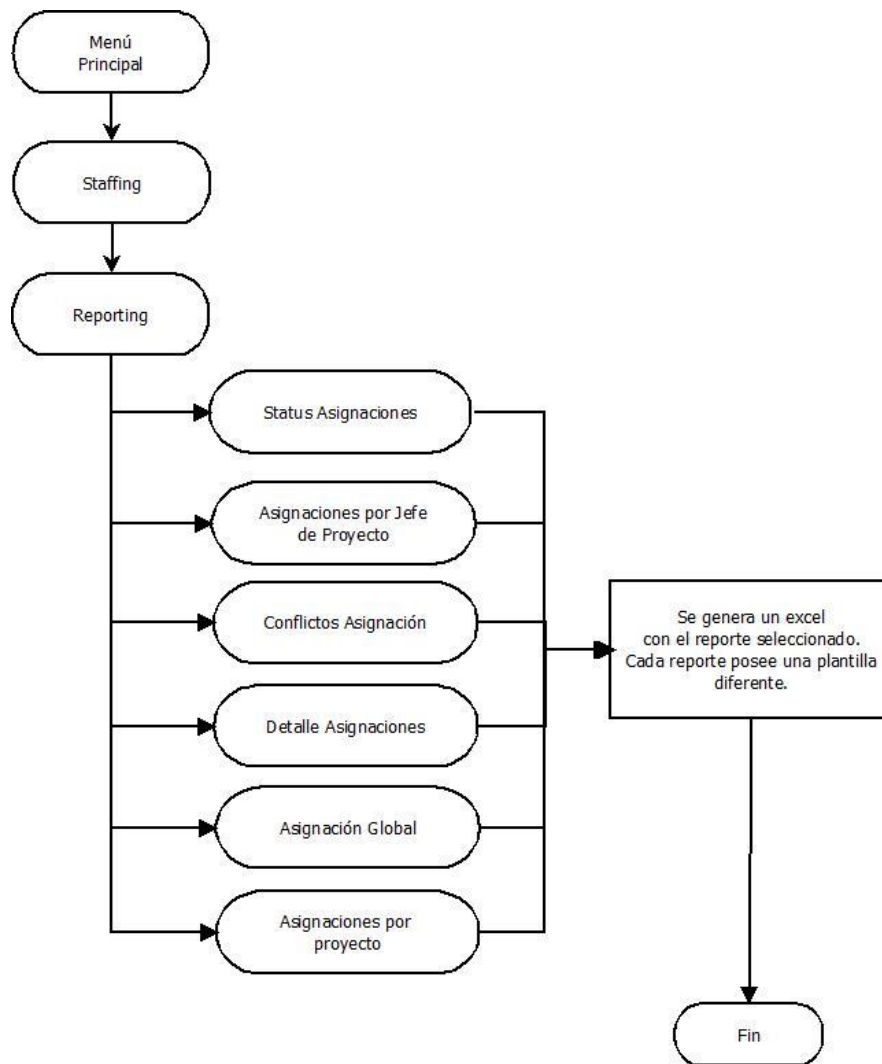 Menú
Principal
Staffing
Reporting
Status Asignaciones
Asignaciones por Jefe
de Proyecto
Conflictos Asignación
Detalle Asignaciones
Asignación Global
Asignaciones por
proyecto
Se genera un excel
con el reporte seleccionado.
Cada reporte posee una plantilla
diferente.
Fin